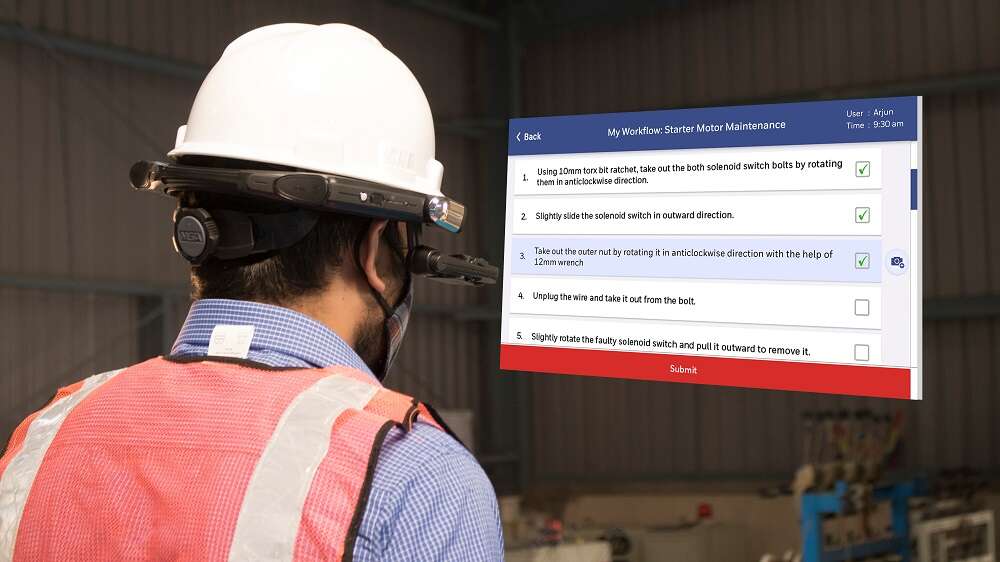 < Back
My Workflow: Starter Motor Maintenance
User : Arjun
Time : 9:30 am
1. Using 10mm torx bit ratchet, take out the both solenoid switch bolts by rotating
them in anticlockwise direction.
2. Slightly slide the solenoid switch in outward direction.
3. Take out the outer nut by rotating it in anticlockwise direction with the help of
12mm wrench
4. Unplug the wire and take it out from the bolt.
5. Slightly rotate the faulty solenoid switch and pull it outward to remove it.
Submit
MSA